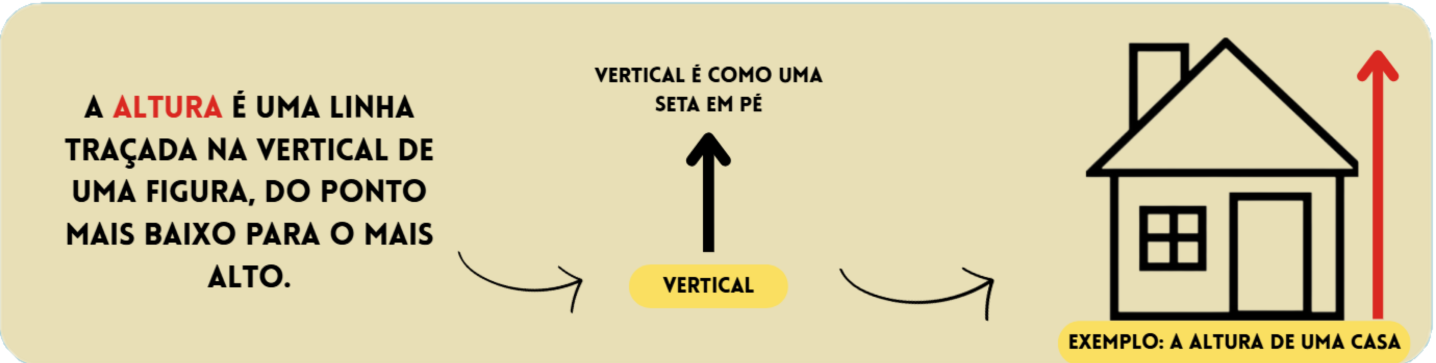 A ALTURA É UMA LINHA
TRAÇADA NA VERTICAL DE
UMA FIGURA, DO PONTO
MAIS BAIXO PARA O MAIS
ALTO.
VERTICAL É COMO UMA
SETA EM PÉ
VERTICAL
EXEMPLO: A ALTURA DE UMA CASA